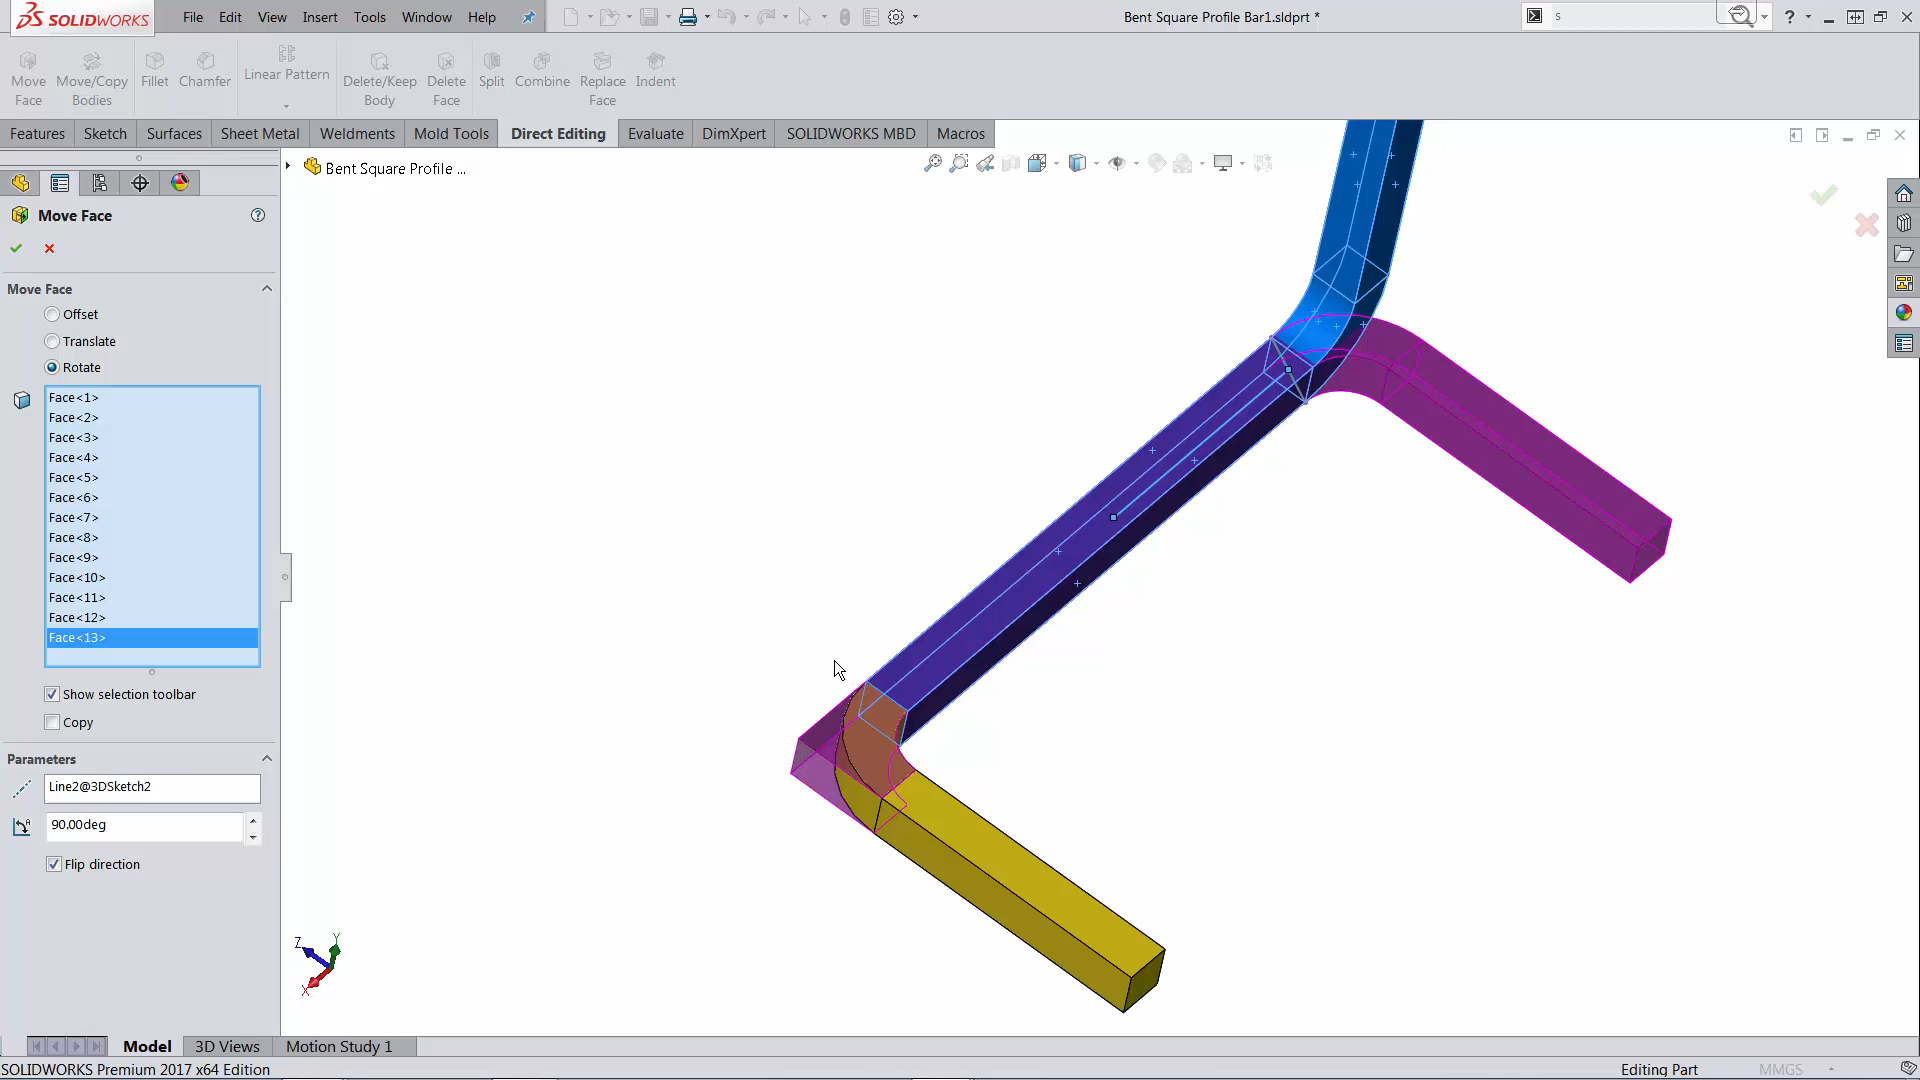 SOLIDWORKS File Edit View Insert Tools Window Help Bent Square Profile Bar1.sldprt * s ?
Move Face Move/Copy Bodies Fillet Chamfer Linear Pattern Delete/Keep Body Delete Face Split Combine Replace Face Indent
Features Sketch Surfaces Sheet Metal Weldments Mold Tools Direct Editing Evaluate DimXpert SOLIDWORKS MBD Macros
Bent Square Profile ...
Move Face ?
Move Face
Offset
Translate
Rotate
Face<1>
Face<2>
Face<3>
Face<4>
Face<5>
Face<6>
Face<7>
Face<8>
Face<9>
Face<10>
Face<11>
Face<12>
Face<13>
Show selection toolbar
Copy
Parameters
Line2@3DSketch2
90.00deg
Flip direction
Z Y
X
Model 3D Views Motion Study 1
SOLIDWORKS Premium 2017 x64 Edition Editing Part MMGS